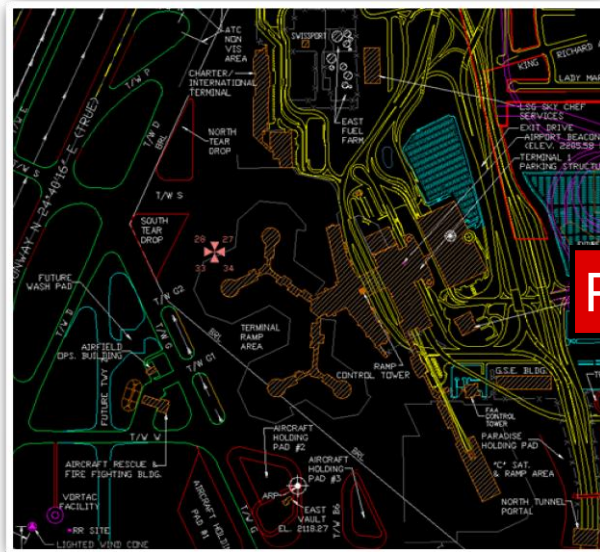 ATC
NON
VIS
AREA
SWISSPORT
CHARTER/
INTERNATIONAL
TERMINAL
KING
RICHARD A
LADY MAR
LSG SKY CHEF
SERVICES
EXIT DRIVE
AIRPORT BEACON
TERMINAL 1
PARKING STRUCTU
EAST
FUEL
FARM
NORTH
TEAR
DROP
T/W P
T/W E
T/W D
BRL
T/W S
T/W S
ONWAY N 24°40'16" E (TRUE)
SOUTH
TEAR
DROP
28 27
33 34
FUTURE
WASH PAD
T/W G2
T/W D
T/W G
BRL
TERMINAL
RAMP
AREA
AIRFIELD
OPS. BUILDING
T/W G1
FUTURE TWY
RAMP
CONTROL TOWER
G.S.E. BLDG.
FAA
CONTROL
TOWER
PARADISE
HOLDING PAD
"C" SAT.
& RAMP AREA
NORTH TUNNEL
PORTAL
T/W W
AIRCRAFT RESCUE &
FIRE FIGHTING BLDG.
AIRCRAFT
HOLDING
PAD #2
BRL
AIRCRAFT
HOLDING
PAD #3
VORTAC
FACILITY
RR SITE
LIGHTED WIND CONE
AIRCRAFT HOLDING
PAD #1
T/W G
ARP
EAST
VAULT
EL. 2118.27
T/W B6